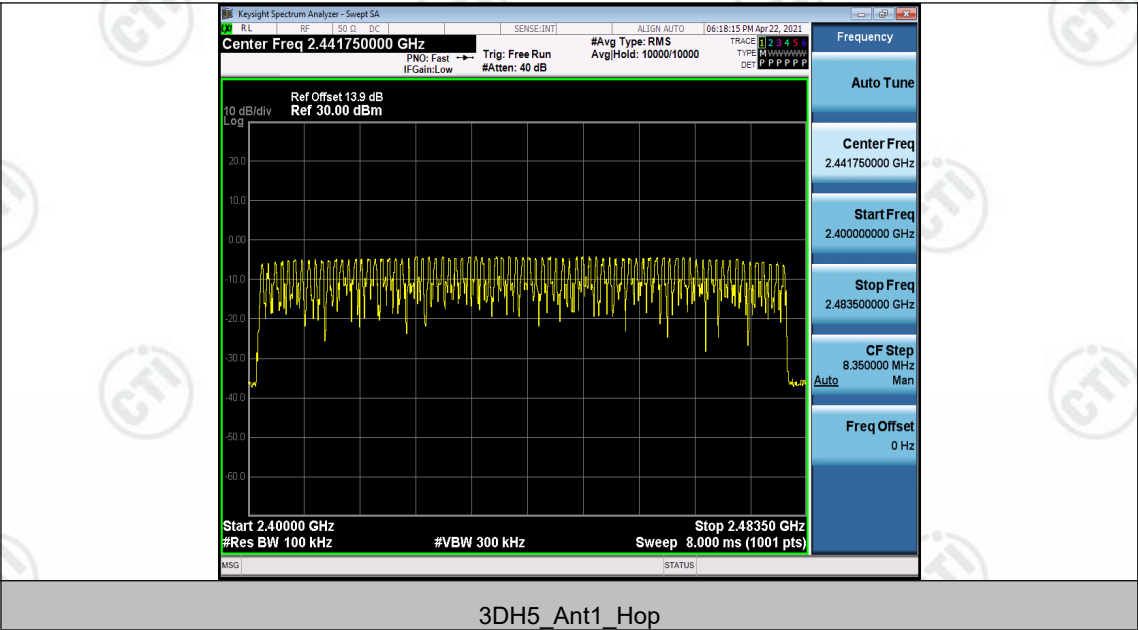 Keysight Spectrum Analyzer - Swept SA
RL RF 50 Ω DC SENSE:INT ALIGN AUTO 06:18:15 PM Apr 22, 2021
Center Freq 2.441750000 GHz
PNO: Fast
IFGain:Low
Trig: Free Run
#Atten: 40 dB
#Avg Type: RMS
Avg|Hold: 10000/10000
TRACE 1 2 3 4 5 6
TYPE M
DET P P P P P P
Ref Offset 13.9 dB
10 dB/div Ref 30.00 dBm
Log
20.0
10.0
0.00
-10.0
-20.0
-30.0
-40.0
-50.0
-60.0
Start 2.40000 GHz Stop 2.48350 GHz
#Res BW 100 kHz #VBW 300 kHz Sweep 8.000 ms (1001 pts)
MSG STATUS
Frequency
Auto Tune
Center Freq
2.441750000 GHz
Start Freq
2.400000000 GHz
Stop Freq
2.483500000 GHz
CF Step
8.350000 MHz
Auto Man
Freq Offset
0 Hz
3DH5_Ant1_Hop
CTI
CTI
CTI
CTI